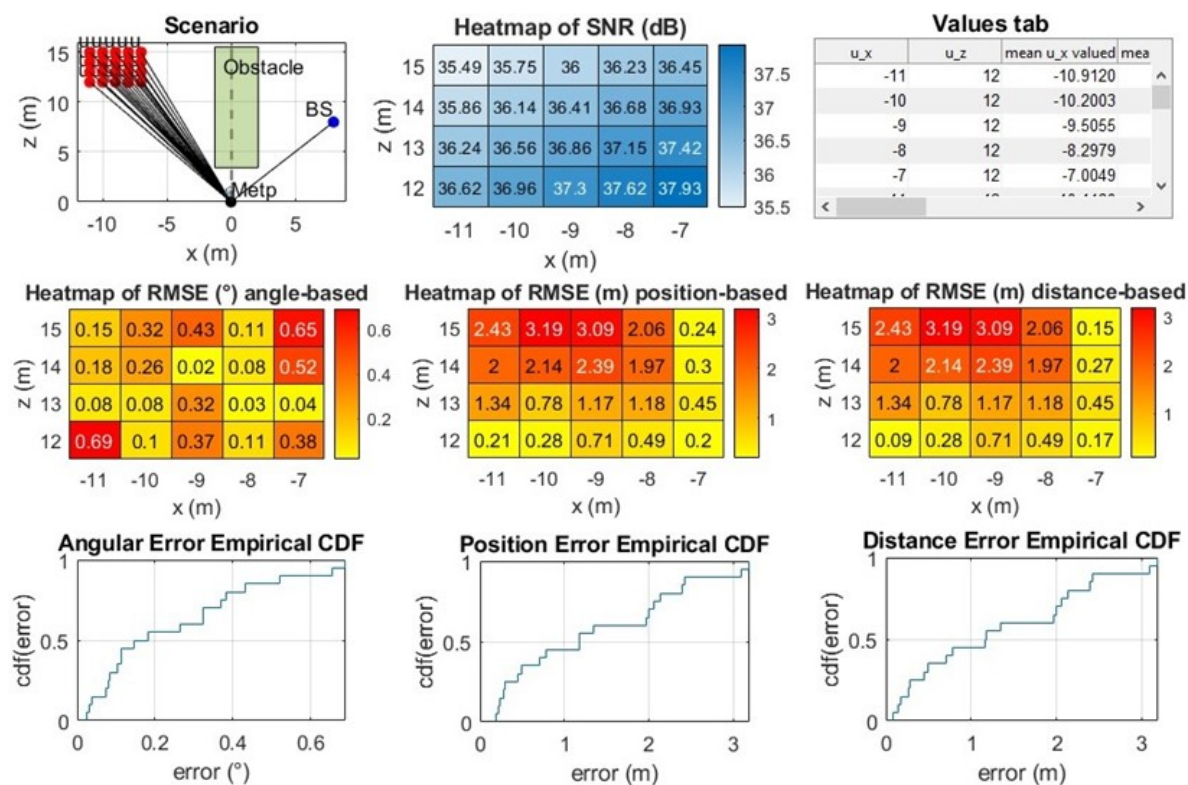 Scenario
15
10
5
0
z (m)
Obstacle
BS
Metp
-10 -5 0 5
x (m)
Heatmap of SNR (dB)
z (m)
15 35.49 35.75 36 36.23 36.45
14 35.86 36.14 36.41 36.68 36.93
13 36.24 36.56 36.86 37.15 37.42
12 36.62 36.96 37.3 37.62 37.93
-11 -10 -9 -8 -7
x (m)
37.5
37
36.5
36
35.5
Values tab
u_x u_z mean u_x valued mea
-11 12 -10.9120
-10 12 -10.2003
-9 12 -9.5055
-8 12 -8.2979
-7 12 -7.0049
Heatmap of RMSE (°) angle-based
z (m)
15 0.15 0.32 0.43 0.11 0.65
14 0.18 0.26 0.02 0.08 0.52
13 0.08 0.08 0.32 0.03 0.04
12 0.69 0.1 0.37 0.11 0.38
-11 -10 -9 -8 -7
x (m)
0.6
0.4
0.2
Heatmap of RMSE (m) position-based
z (m)
15 2.43 3.19 3.09 2.06 0.24
14 2 2.14 2.39 1.97 0.3
13 1.34 0.78 1.17 1.18 0.45
12 0.21 0.28 0.71 0.49 0.2
-11 -10 -9 -8 -7
x (m)
3
2
1
Heatmap of RMSE (m) distance-based
z (m)
15 2.43 3.19 3.09 2.06 0.15
14 2 2.14 2.39 1.97 0.27
13 1.34 0.78 1.17 1.18 0.45
12 0.09 0.28 0.71 0.49 0.17
-11 -10 -9 -8 -7
x (m)
3
2
1
Angular Error Empirical CDF
1
0.5
0
cdf(error)
0 0.2 0.4 0.6
error (°)
Position Error Empirical CDF
1
0.5
0
cdf(error)
0 1 2 3
error (m)
Distance Error Empirical CDF
1
0.5
0
cdf(error)
0 1 2 3
error (m)